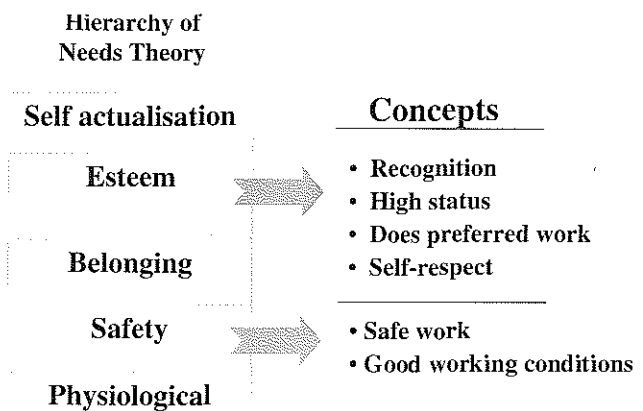 Hierarchy of
Needs Theory
Self actualisation
Esteem
Belonging
Safety
Physiological
Concepts
• Recognition
• High status
• Does preferred work
• Self-respect
• Safe work
• Good working conditions